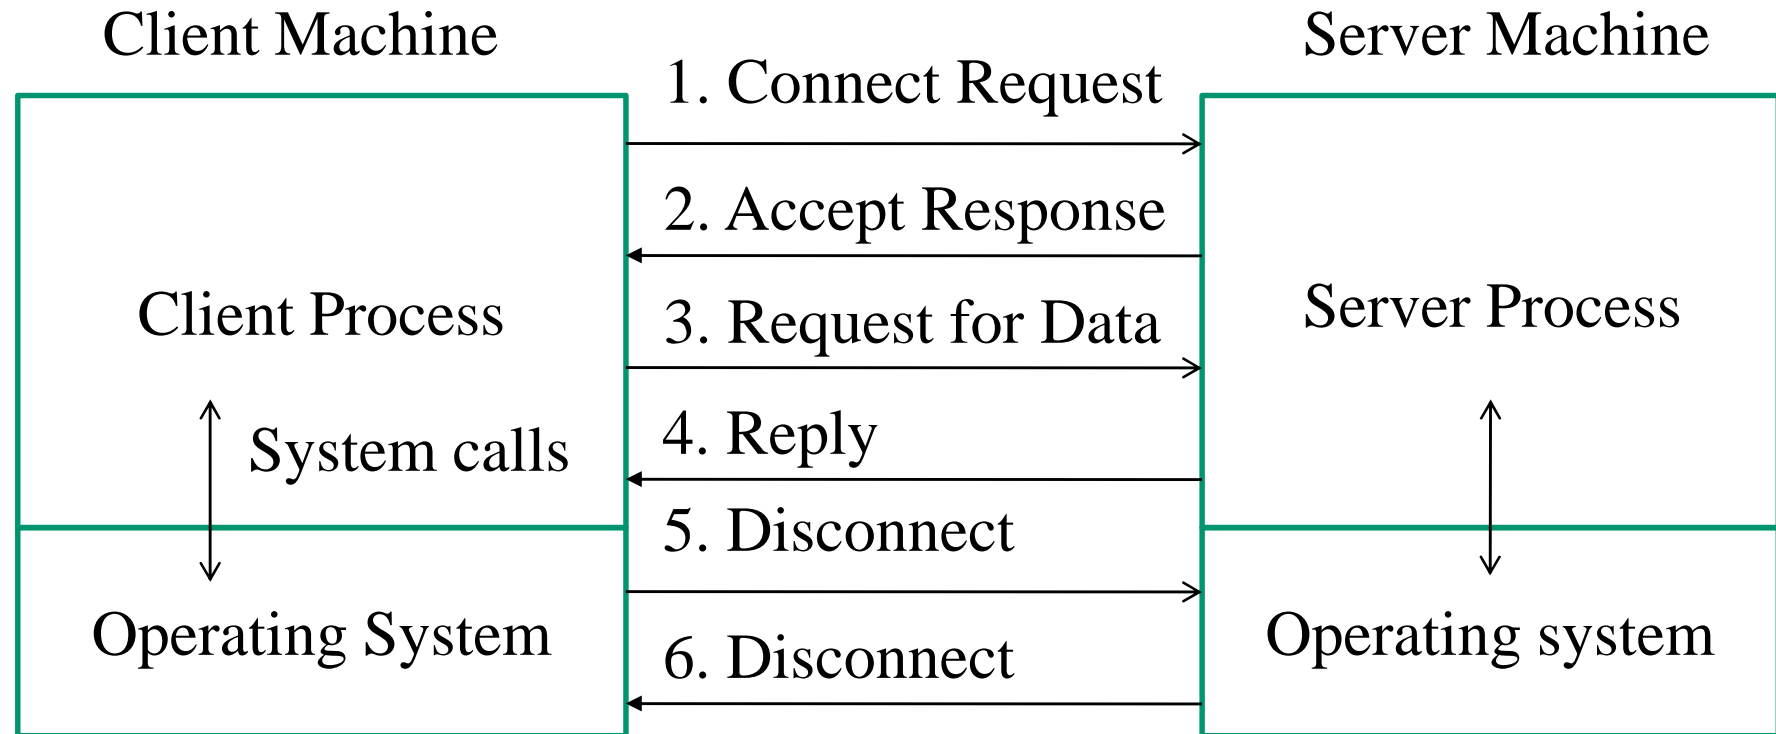 Client Machine
Server Machine
1. Connect Request
2. Accept Response
Client Process
3. Request for Data
Server Process
System calls
4. Reply
5. Disconnect
Operating System
6. Disconnect
Operating system